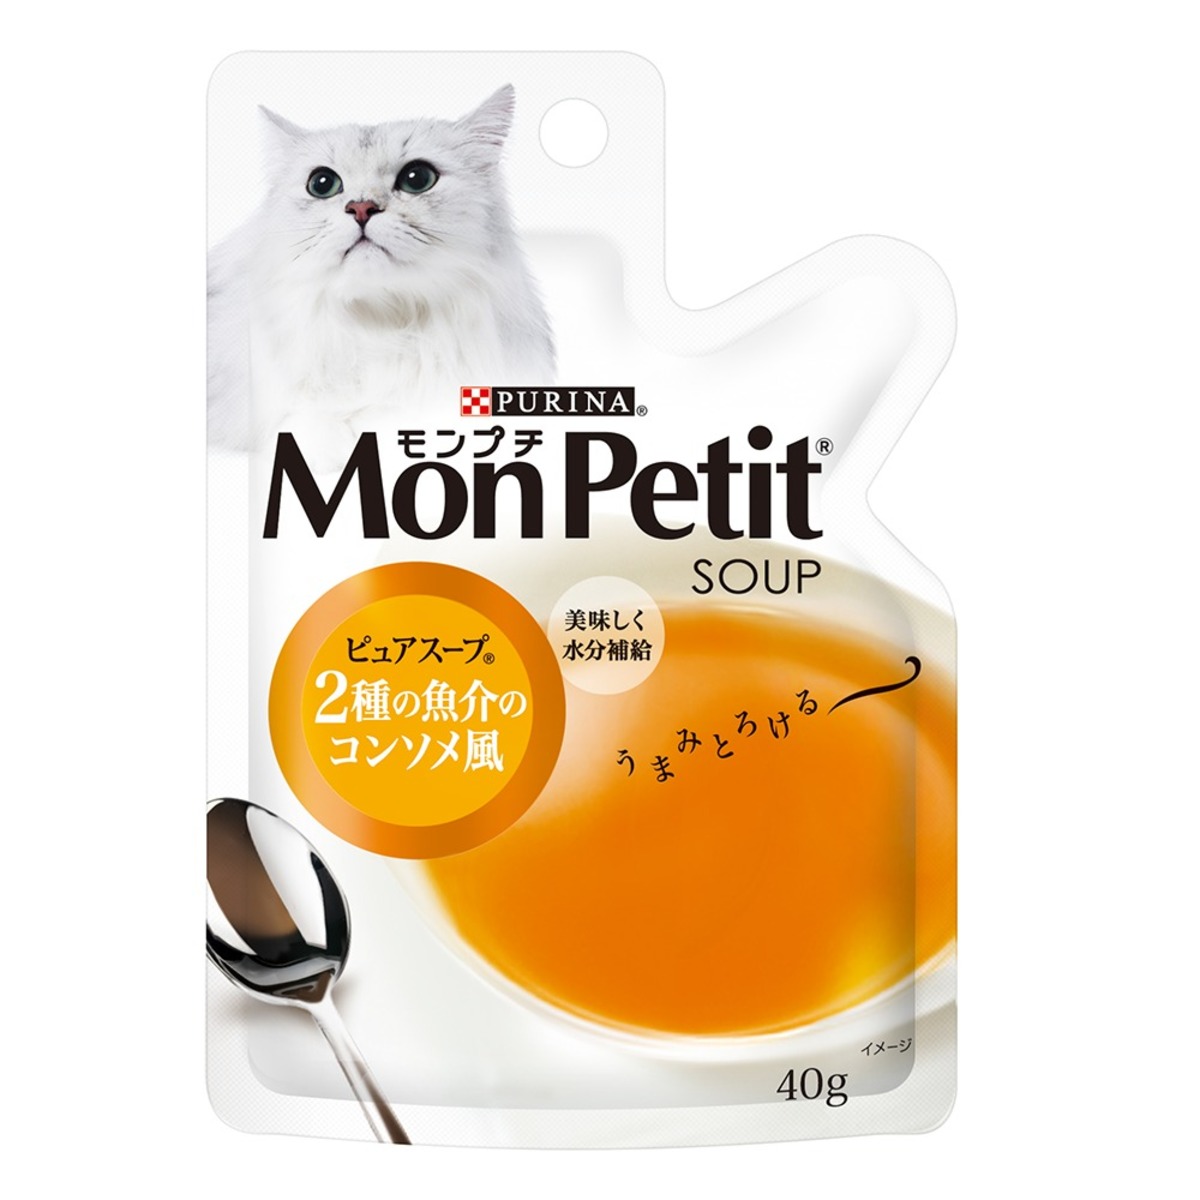 PURINA®
モンプチ
MonPetit®
SOUP
ピュアスープ®
2種の魚介の
コンソメ風
美味しく
水分補給
うまみとろける
イメージ
40g